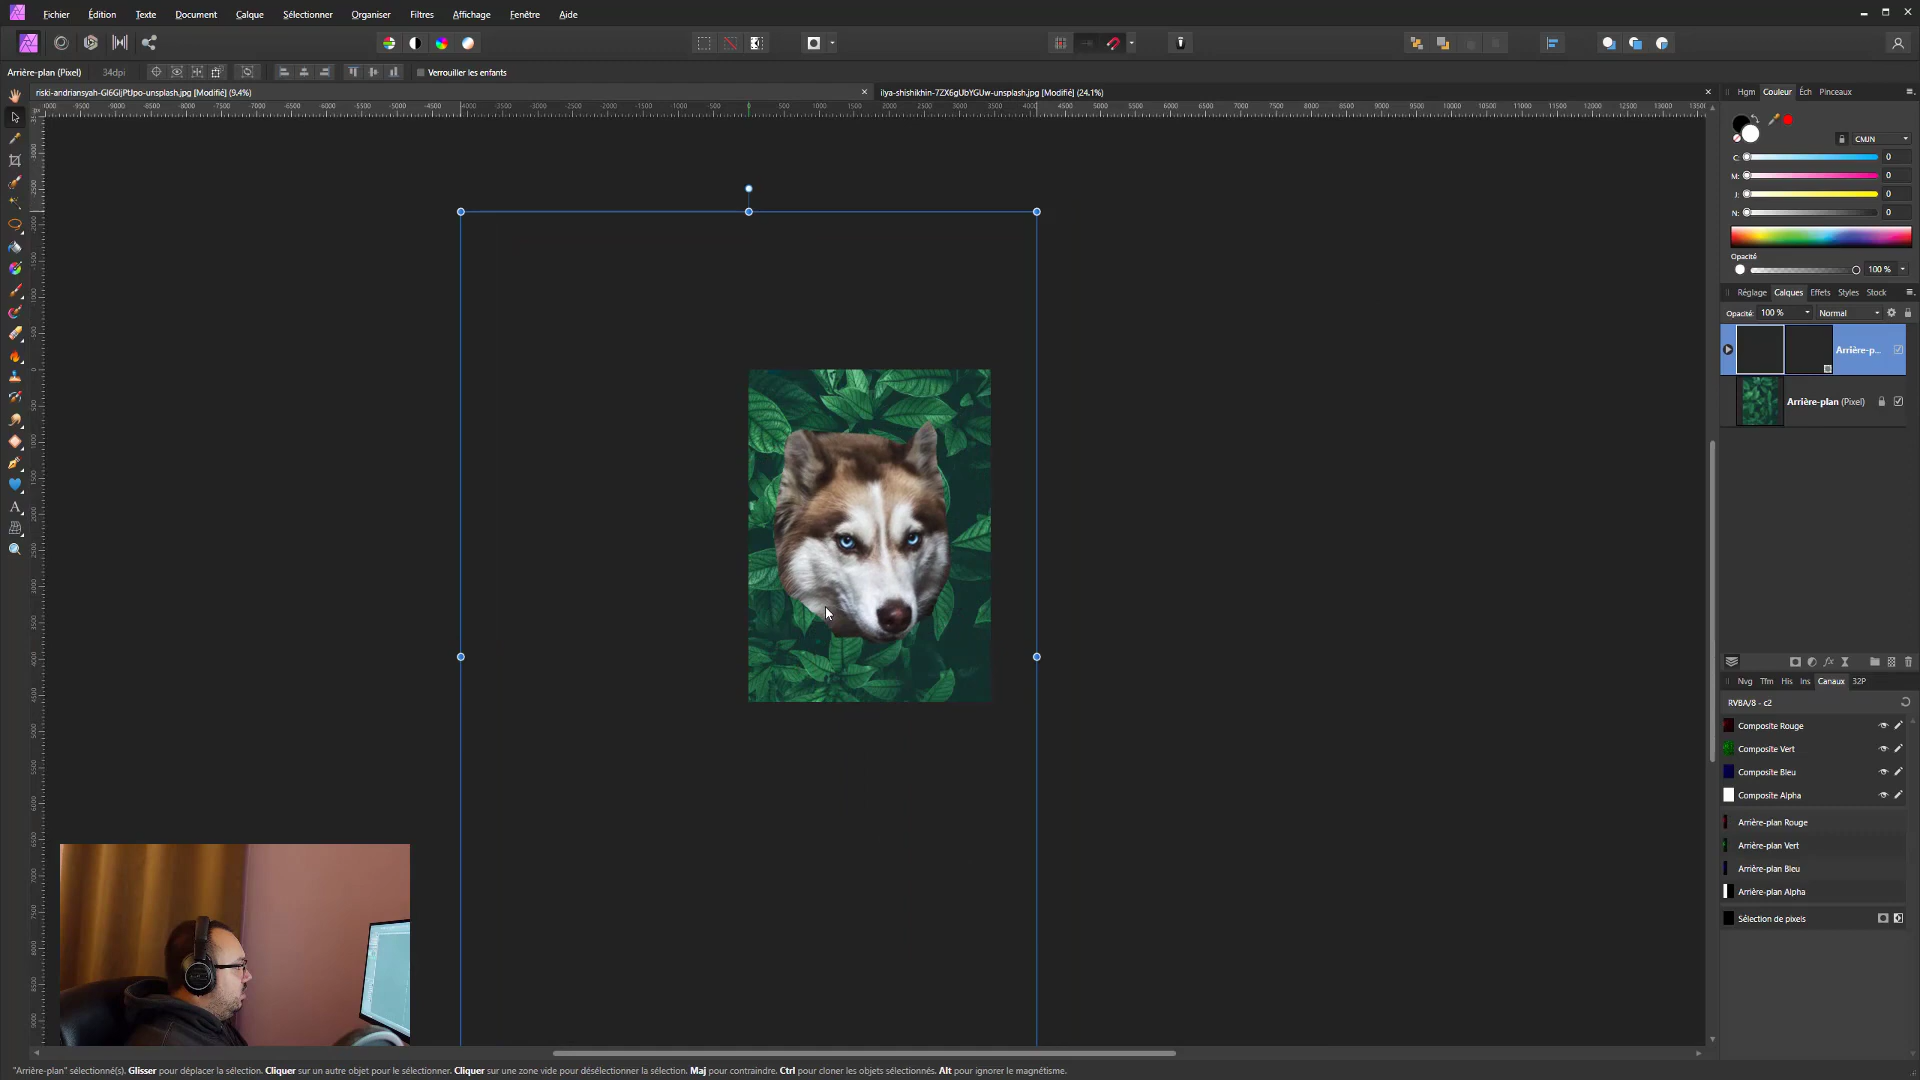 Fichier Édition Texte Document Calque Sélectionner Organiser Filtres Affichage Fenêtre Aide
Arrière-plan (Pixel) 34dpi Verrouiller les enfants
riski-andriansyah-Gl6GljPtJpo-unsplash.jpg [Modifié] (9.4%) ilya-shishikhin-7ZX6gUbYGUw-unsplash.jpg [Modifié] (24.1%)
Hgm Couleur Éch Pinceaux
CMJN
C: 0
M: 0
J: 0
N: 0
Opacité
100 %
Réglage Calques Effets Styles Stock
Opacité: 100 % Normal
Arrière-p...
Arrière-plan (Pixel)
Nvg Tfm His Ins Canaux 32P
RVBA/8 - c2
Composite Rouge
Composite Vert
Composite Bleu
Composite Alpha
Arrière-plan Rouge
Arrière-plan Vert
Arrière-plan Bleu
Arrière-plan Alpha
Sélection de pixels
"Arrière-plan" sélectionné(s). Glisser pour déplacer la sélection. Cliquer sur un autre objet pour le sélectionner. Cliquer sur une zone vide pour désélectionner la sélection. Maj pour contraindre. Ctrl pour cloner les objets sélectionnés. Alt pour ignorer le magnétisme.